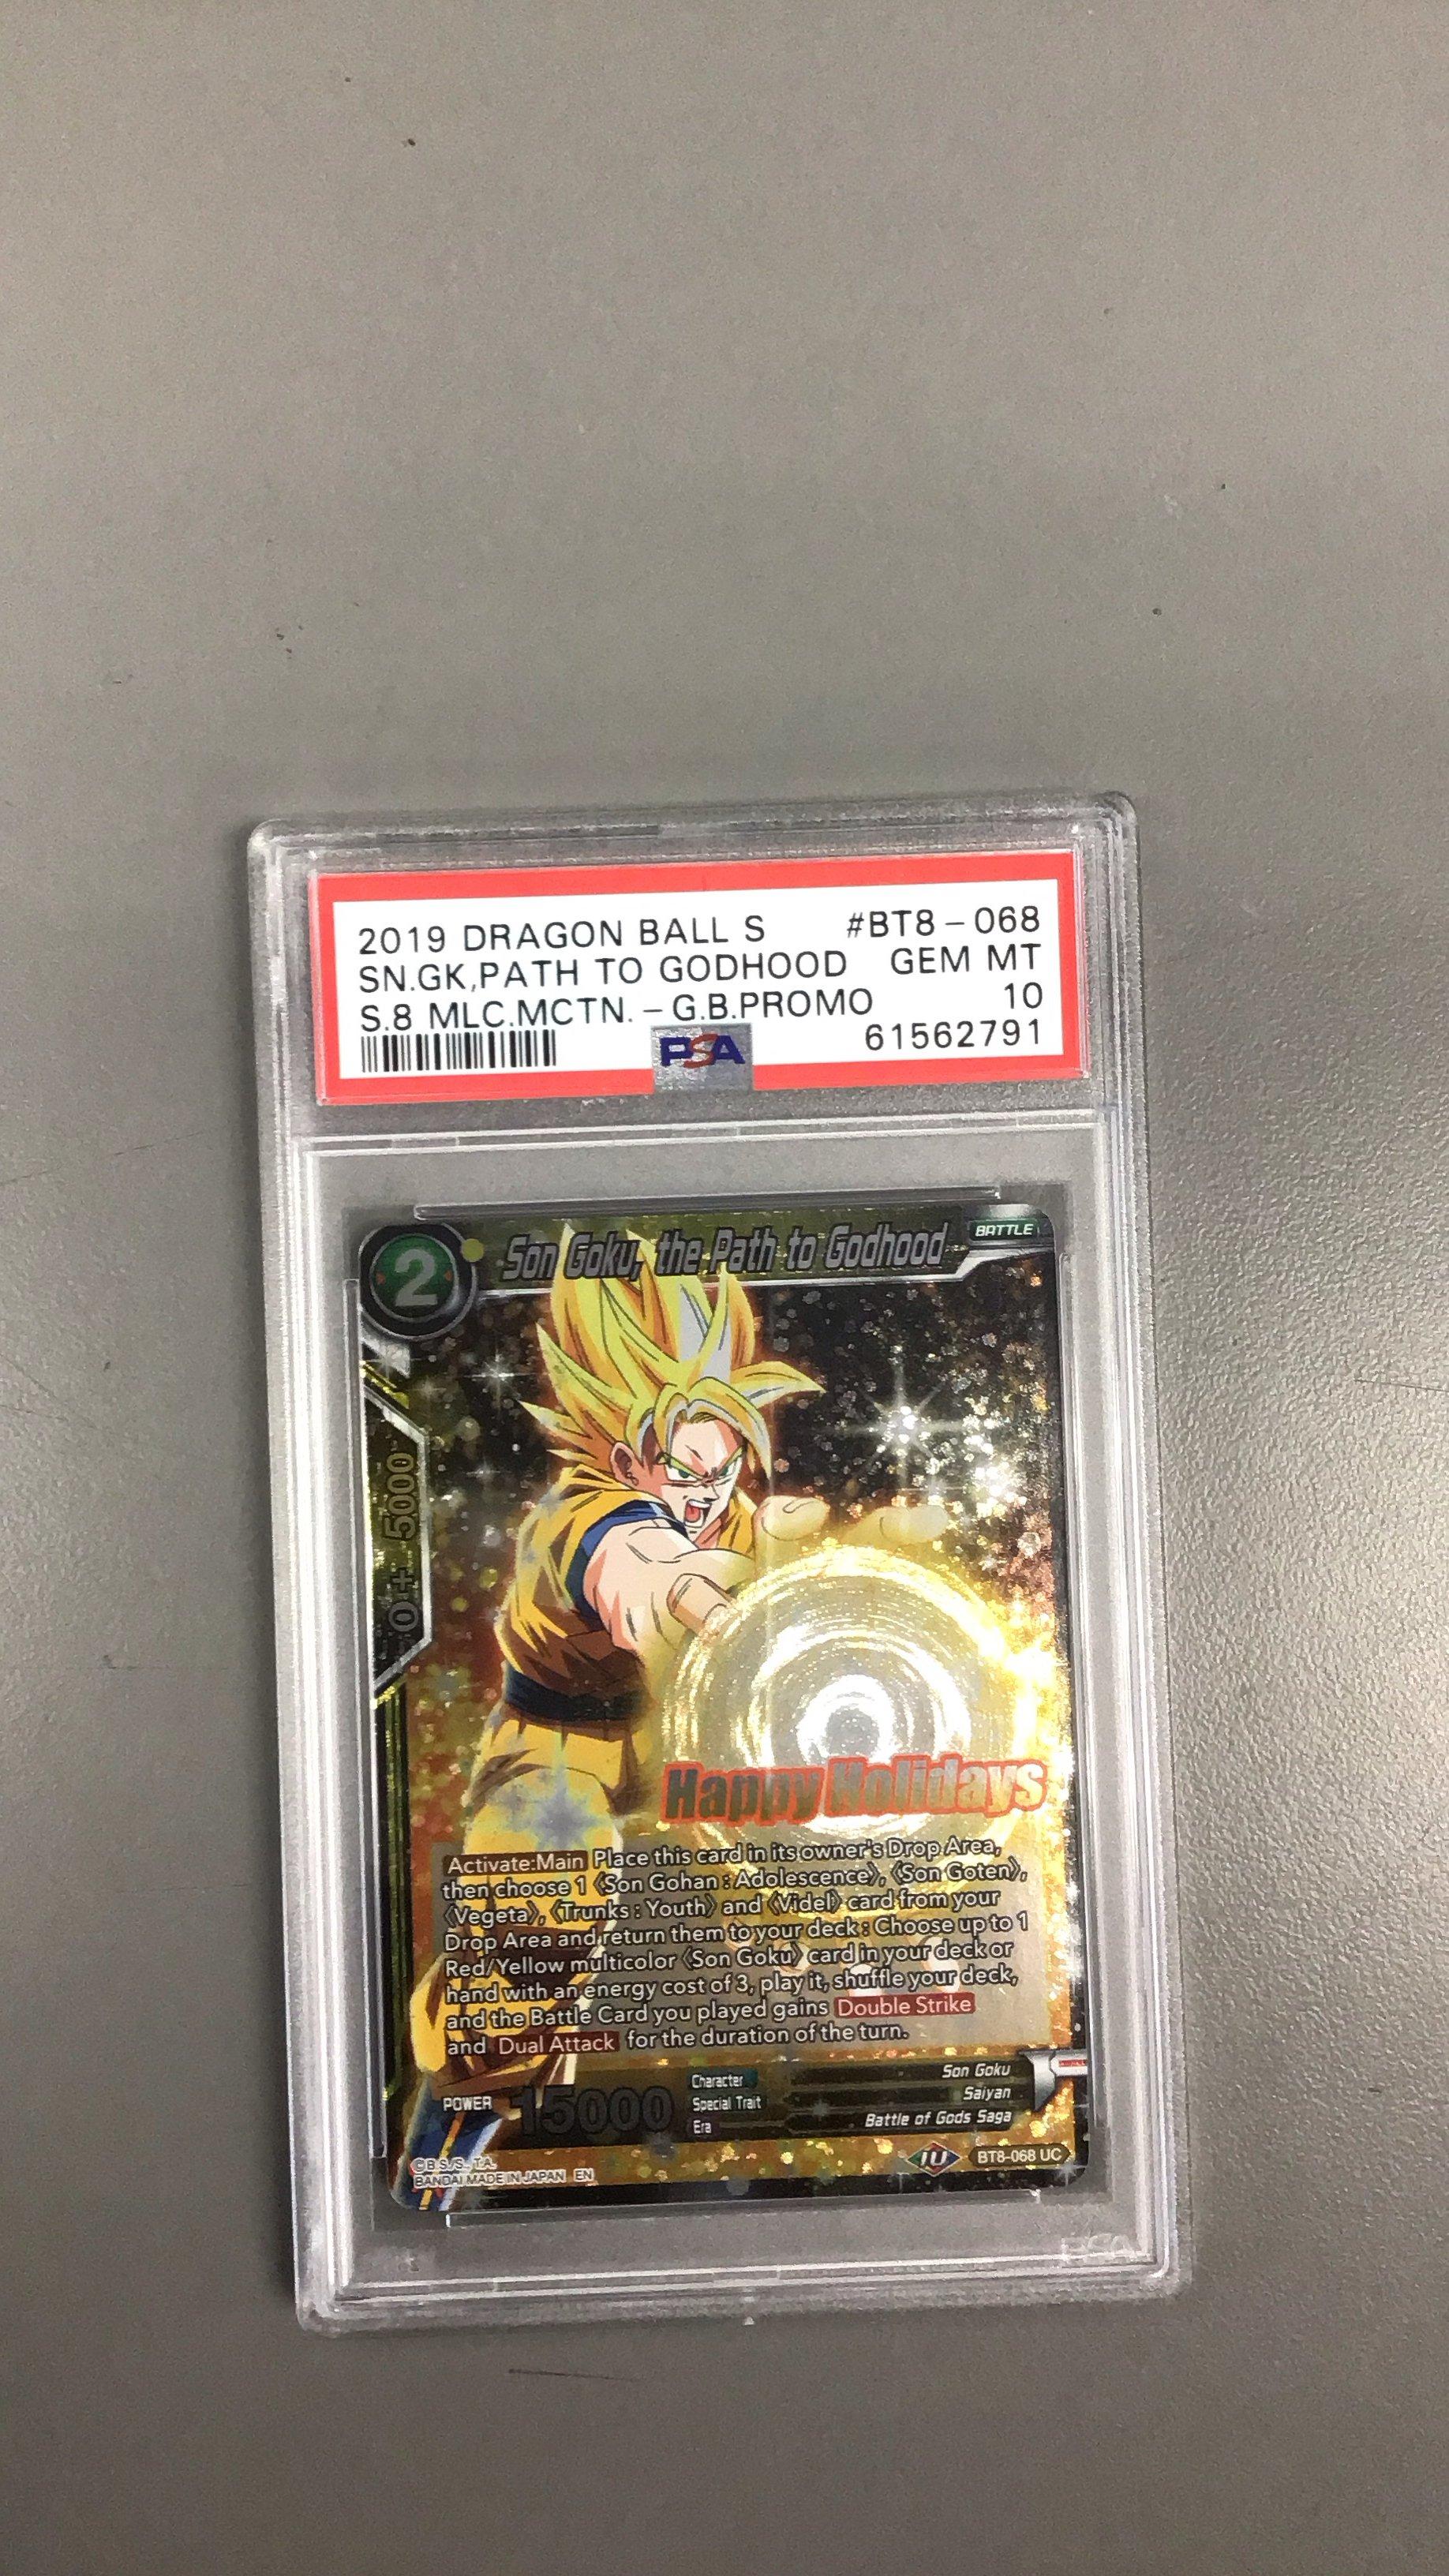 2019 DRAGON BALL S #BT8-068
SN.GK,PATH TO GODHOOD GEM MT
S.8 MLC.MCTN.-G.B.PROMO 10
61562791
PSA
2
Son Goku, the Path to Godhood
BATTLE
5000
Happy Holidays
Activate:Main Place this card in its owner's Drop Area,
then choose 1 《Son Gohan : Adolescence》, 《Son Goten》,
《Vegeta》, 《Trunks : Youth》 and 《Videl》 card from your
Drop Area and return them to your deck : Choose up to 1
Red/Yellow multicolor 《Son Goku》 card in your deck or
hand with an energy cost of 3, play it, shuffle your deck,
and the Battle Card you played gains Double Strike
and Dual Attack for the duration of the turn.
POWER 15000
Character Son Goku
Special Trait Saiyan
Era Battle of Gods Saga
©B.S./S., T.A.
BANDAI MADE IN JAPAN EN
BT8-068 UC